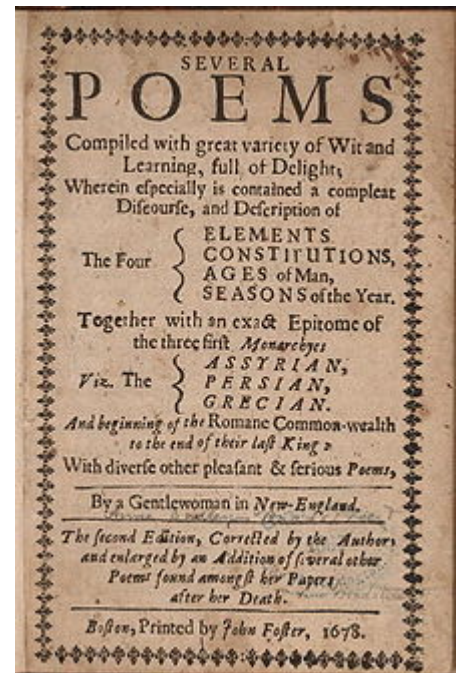 SEVERAL
POEMS
Compiled with great variety of Wit and
Learning, full of Delight;
Wherein eſpecially is contained a compleat
Diſcourſe, and Deſcription of
The Four { ELEMENTS
CONSTITUTIONS,
AGES of Man,
SEASONS of the Year.
Together with an exact Epitome of
the three firſt Monarchyes
Viz. The { ASSYRIAN,
PERSIAN,
GRECIAN.
And beginning of the Romane Common-wealth
to the end of their laſt King:
With diverſe other pleaſant & ſerious Poems,
By a Gentlewoman in New-England.
The ſecond Edition, Corrected by the Author,
and enlarged by an Addition of ſeveral other
Poems found amongſt her Papers
after her Death.
Boſton, Printed by John Foſter, 1678.